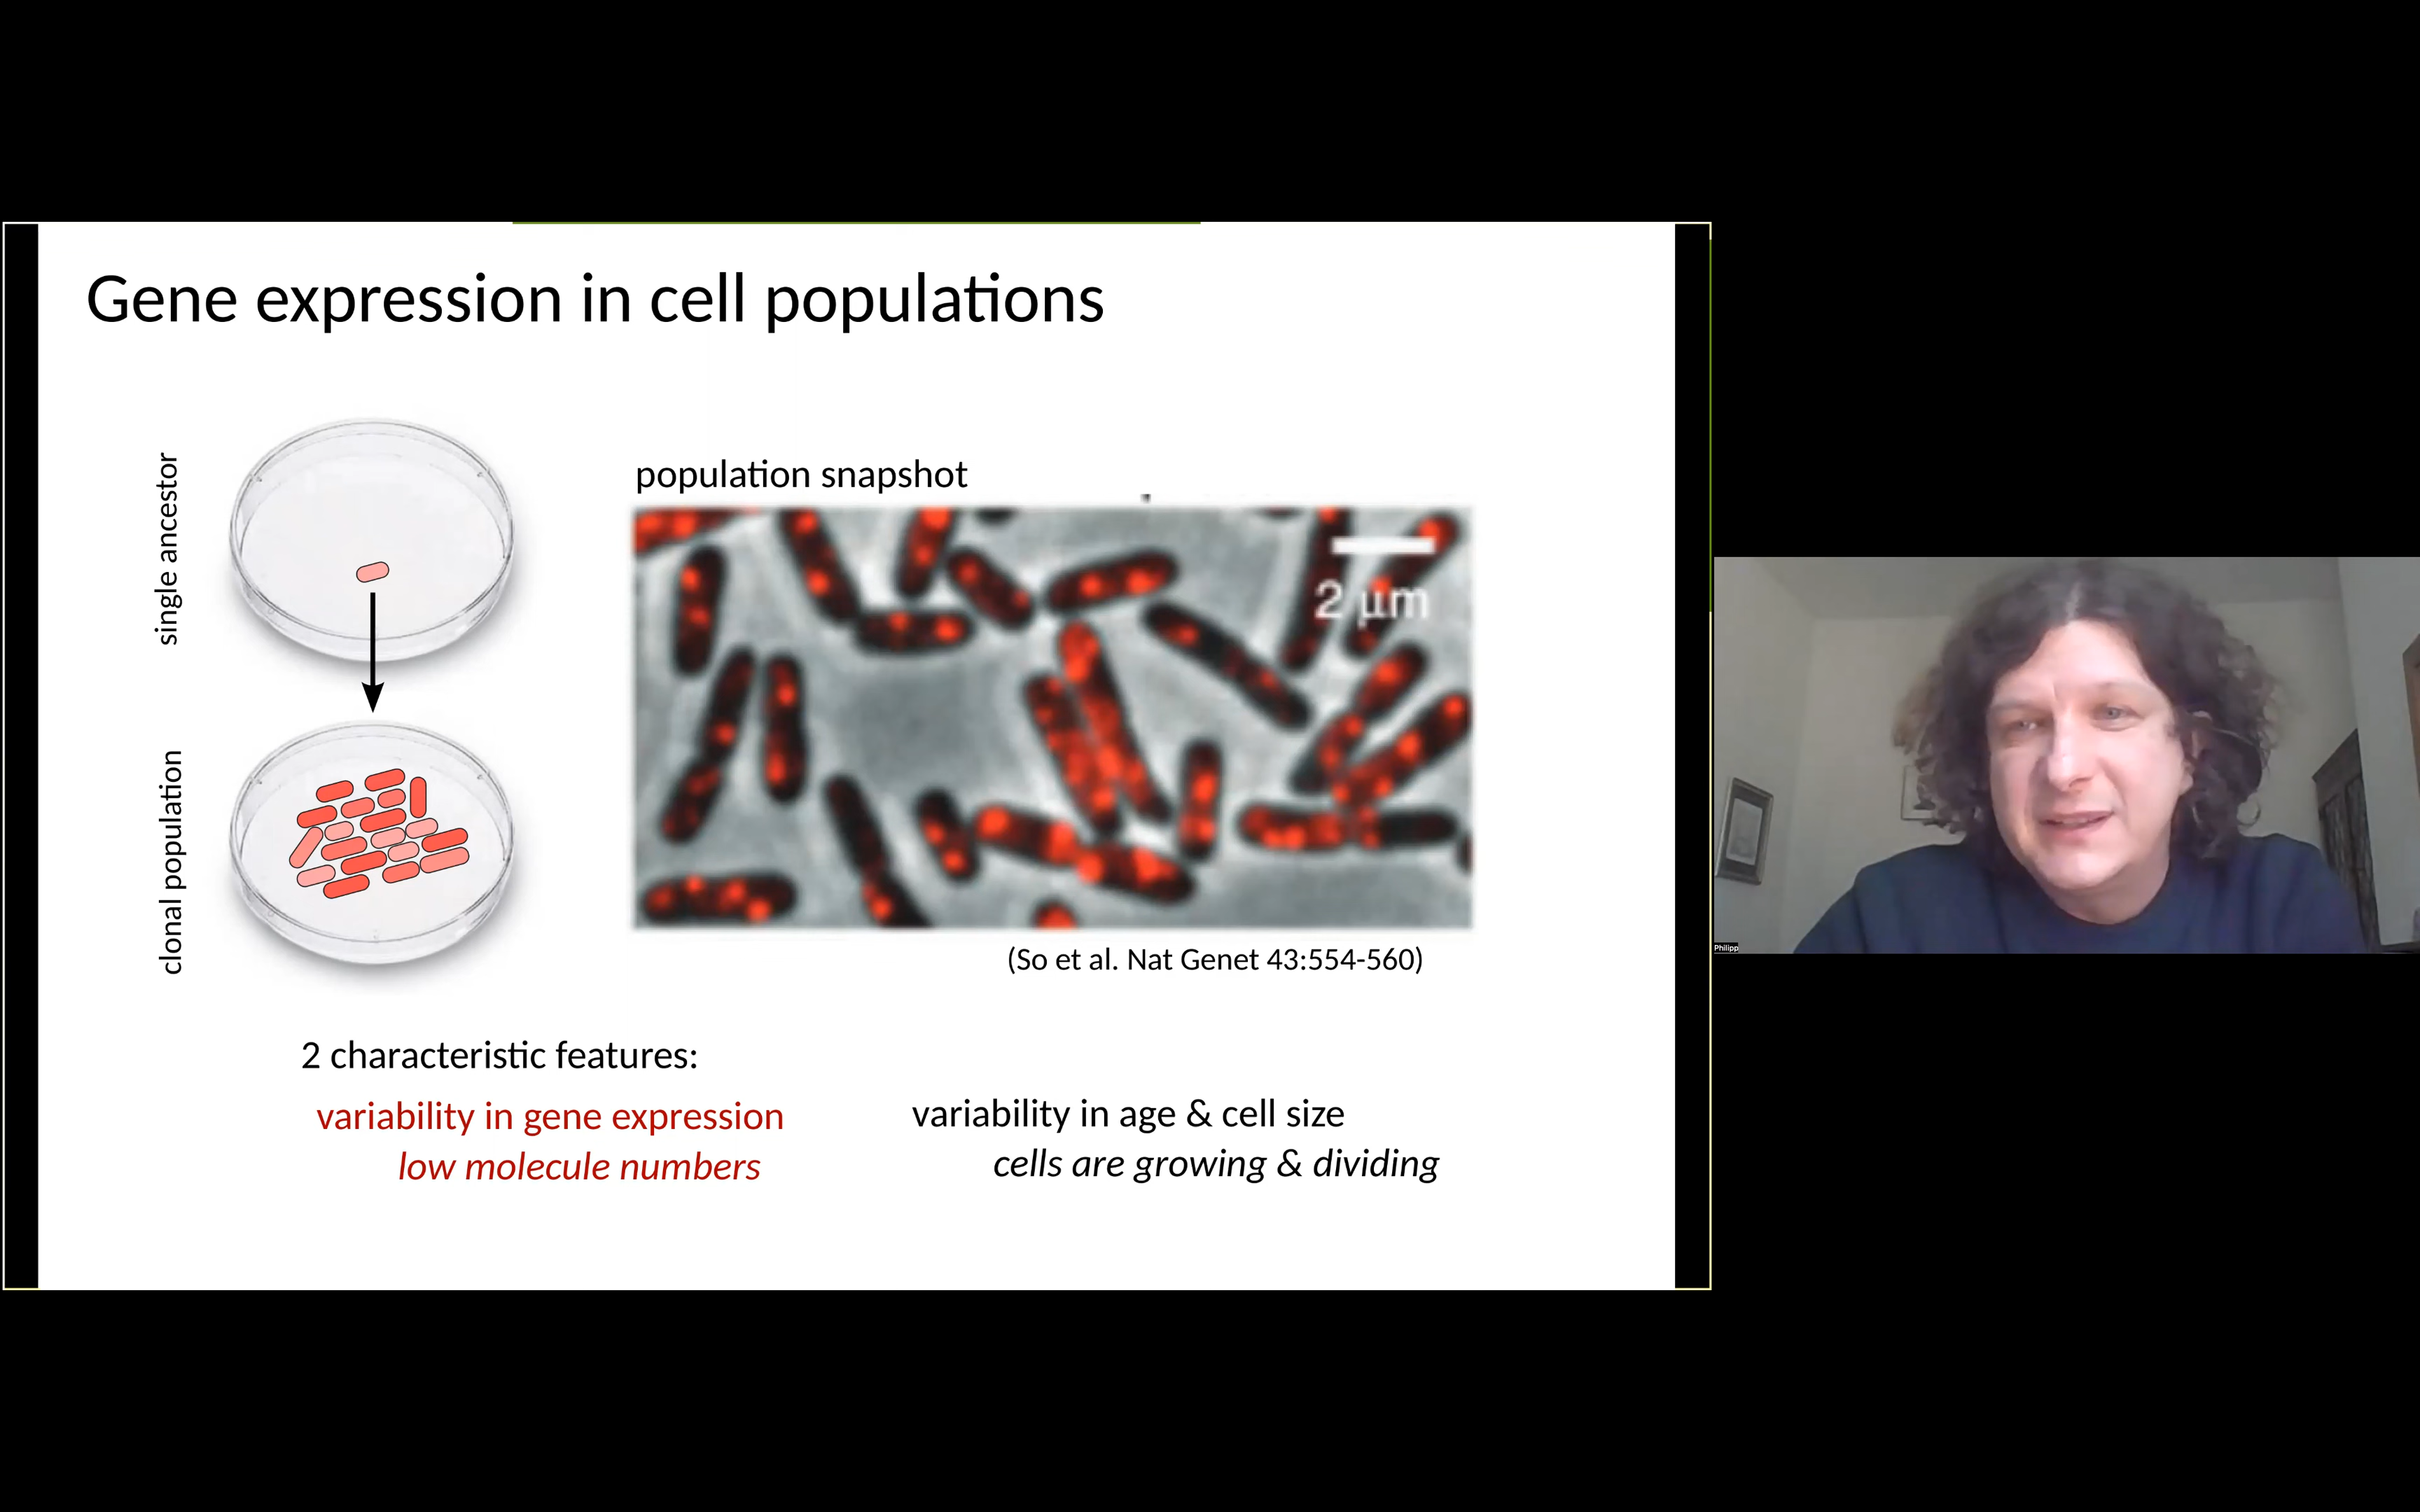 Gene expression in cell populations
single ancestor
clonal population
population snapshot
2 µm
(So et al. Nat Genet 43:554-560)
2 characteristic features:
variability in gene expression
low molecule numbers
variability in age & cell size
cells are growing & dividing
Philipp